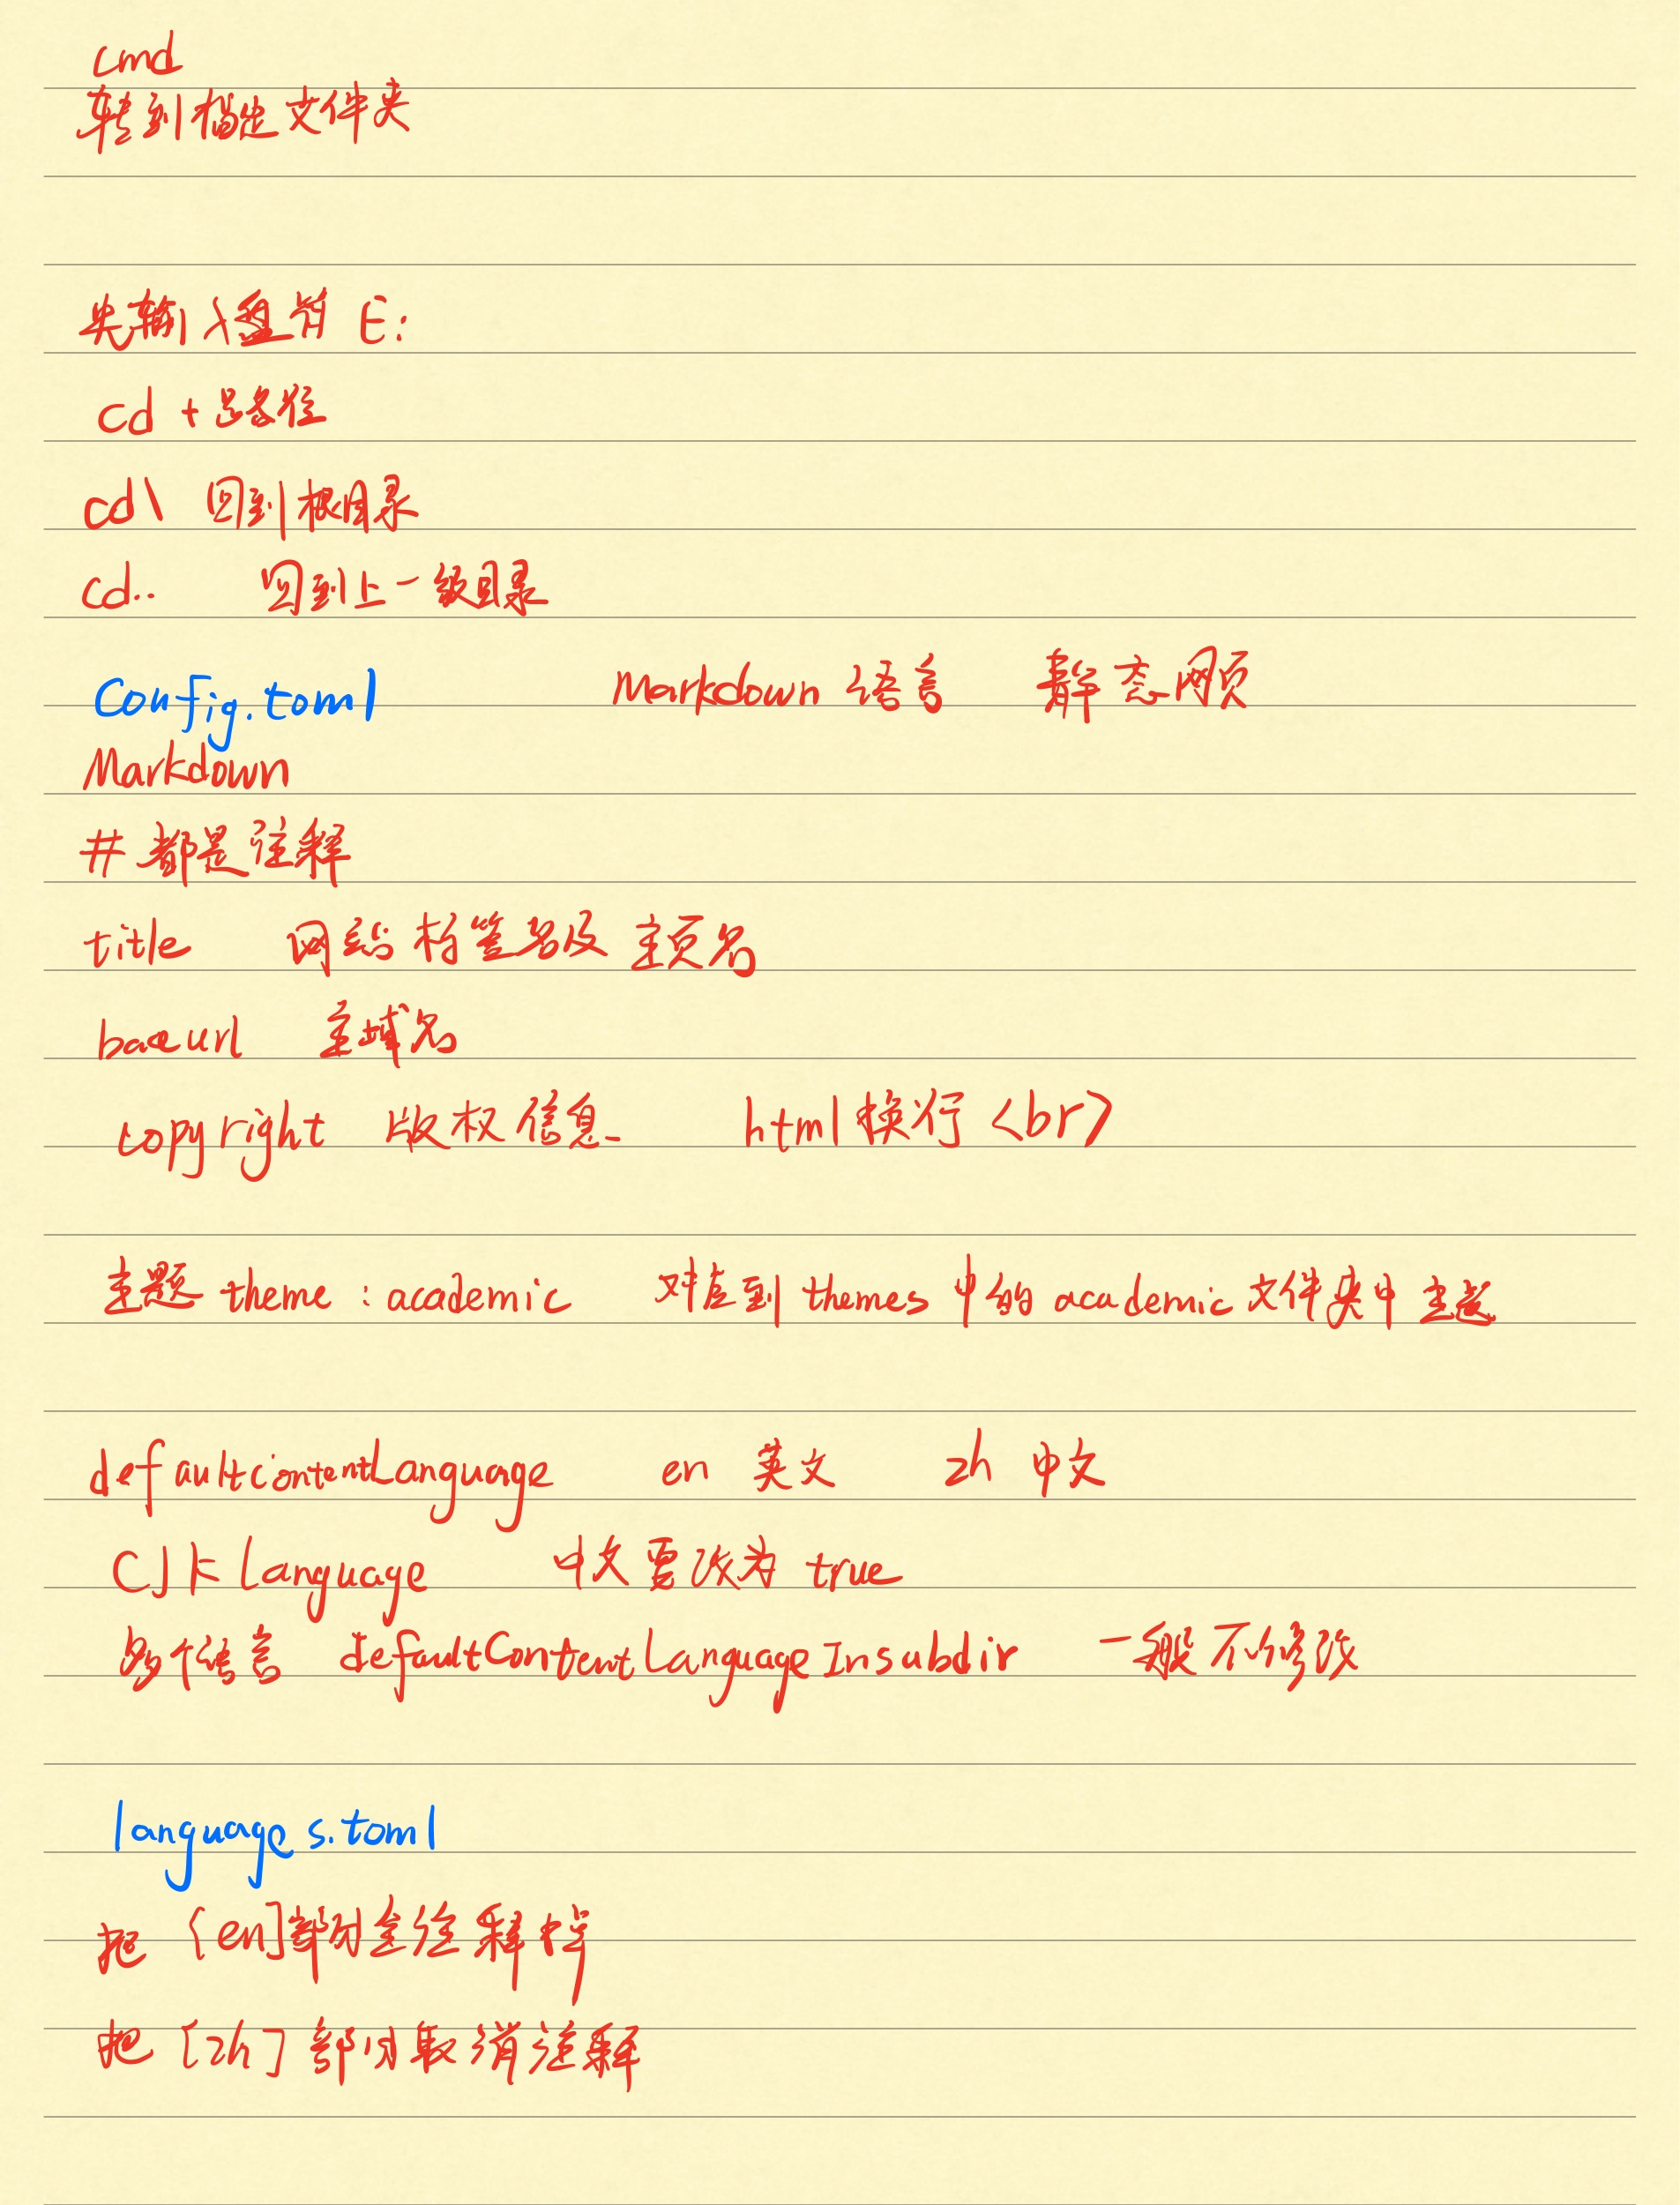 cmd
转到指定文件夹
先输入盘符 E:
cd + 路径
cd\ 回到根目录
cd.. 回到上一级目录
Config.toml Markdown 语言 静态网页
Markdown
# 都是注释
title 网站标签名及主页名
baseurl 主域名
copyright 版权信息 html换行 <br>
主题 theme : academic 对应到 themes 中的 academic 文件夹中主题
defaultcontentLanguage en 英文 zh 中文
CJKLanguage 中文要改为 true
多个语言 defaultContentLanguageInsubdir 一般不修改
languages.toml
把 [en]部分全注释掉
把 [zh] 部分取消注释